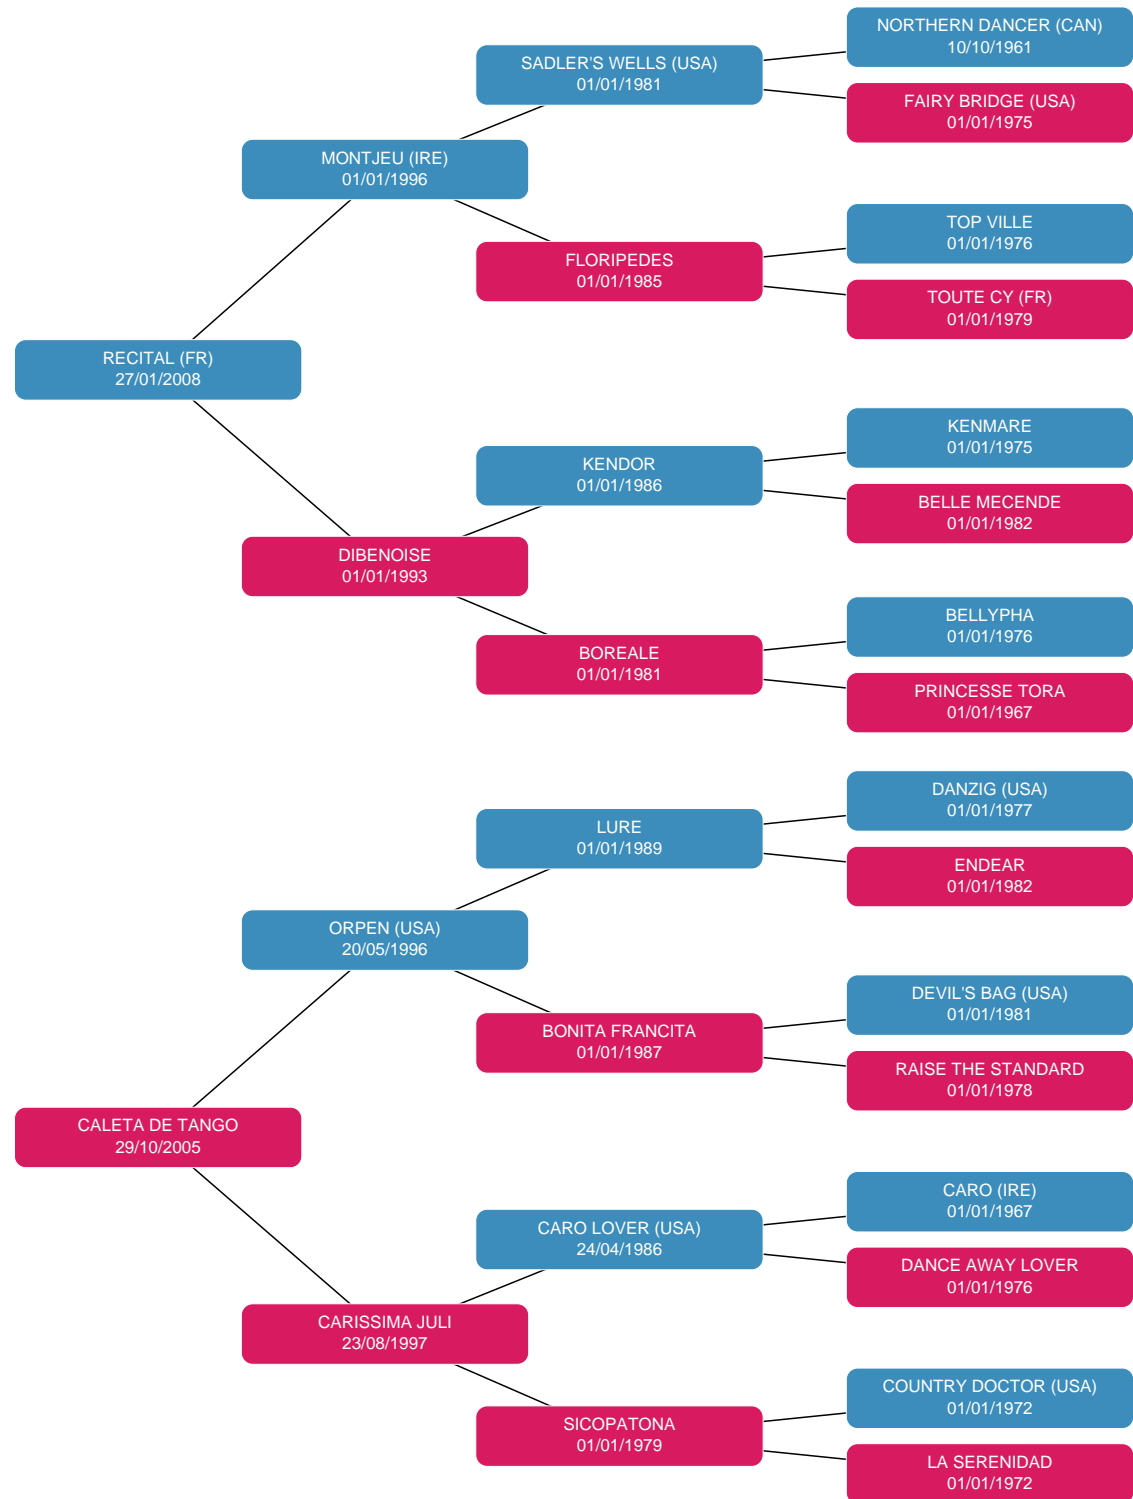 NORTHERN DANCER (CAN)
10/10/1961
SADLER'S WELLS (USA)
01/01/1981
FAIRY BRIDGE (USA)
01/01/1975
MONTJEU (IRE)
01/01/1996
TOP VILLE
01/01/1976
FLORIPEDES
01/01/1985
TOUTE CY (FR)
01/01/1979
RECITAL (FR)
27/01/2008
KENMARE
01/01/1975
KENDOR
01/01/1986
BELLE MECENDE
01/01/1982
DIBENOISE
01/01/1993
BELLYPHA
01/01/1976
BOREALE
01/01/1981
PRINCESSE TORA
01/01/1967
DANZIG (USA)
01/01/1977
LURE
01/01/1989
ENDEAR
01/01/1982
ORPEN (USA)
20/05/1996
DEVIL'S BAG (USA)
01/01/1981
BONITA FRANCITA
01/01/1987
RAISE THE STANDARD
01/01/1978
CALETA DE TANGO
29/10/2005
CARO (IRE)
01/01/1967
CARO LOVER (USA)
24/04/1986
DANCE AWAY LOVER
01/01/1976
CARISSIMA JULI
23/08/1997
COUNTRY DOCTOR (USA)
01/01/1972
SICOPATONA
01/01/1979
LA SERENIDAD
01/01/1972